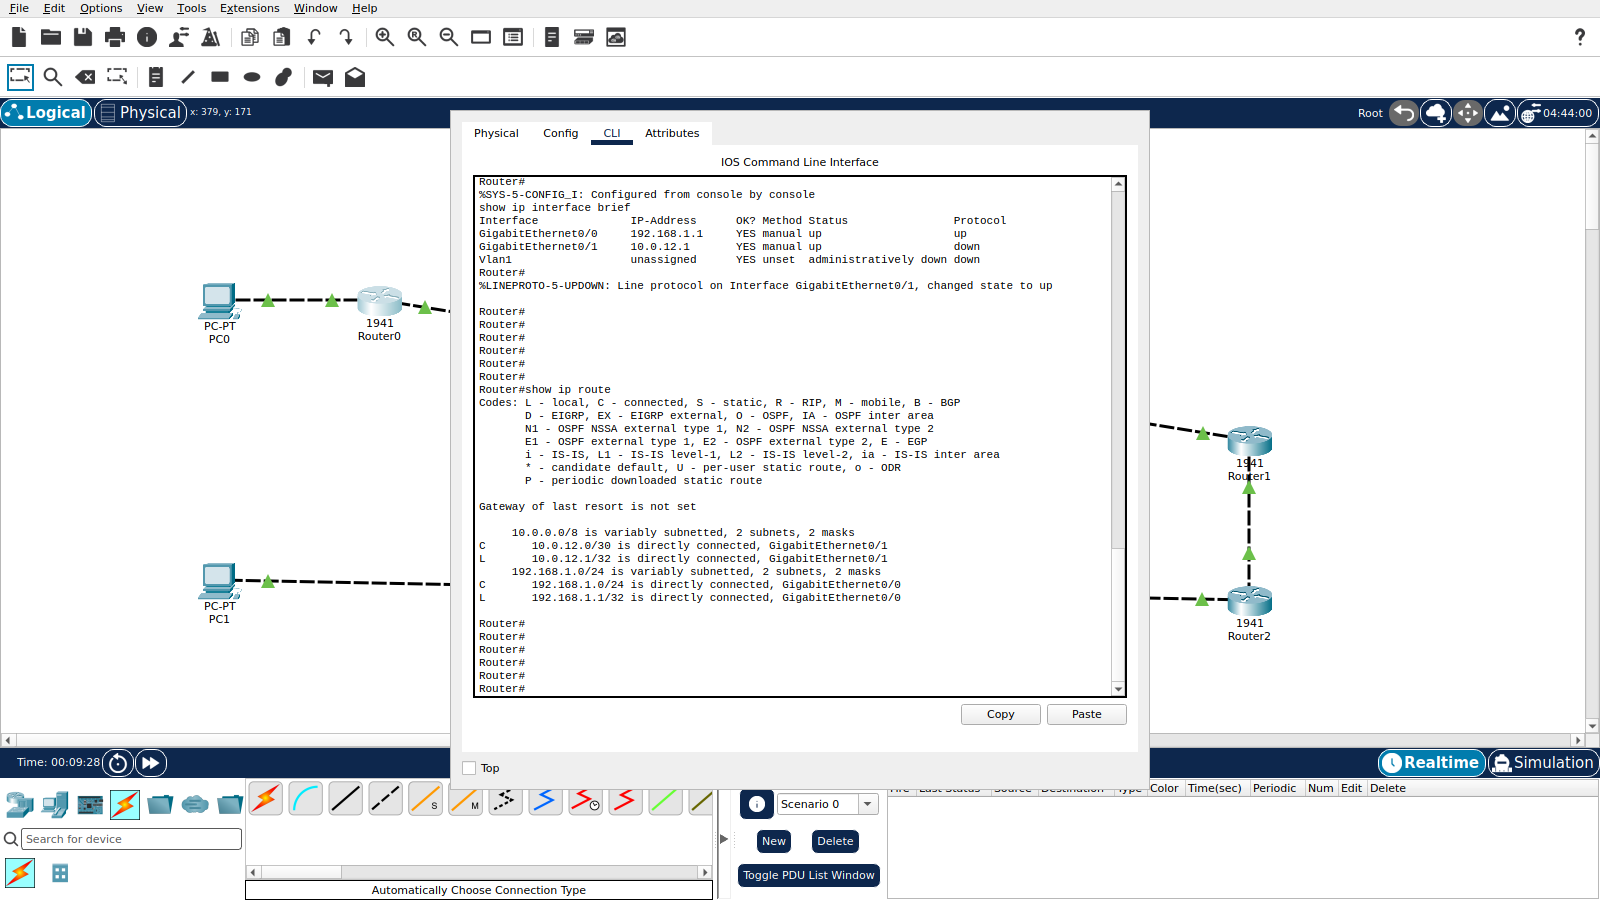 File Edit Options View Tools Extensions Window Help
Logical Physical x: 379, y: 171
Root 04:44:00
Physical Config CLI Attributes
IOS Command Line Interface
Router#
%SYS-5-CONFIG_I: Configured from console by console
show ip interface brief
Interface IP-Address OK? Method Status Protocol
GigabitEthernet0/0 192.168.1.1 YES manual up up
GigabitEthernet0/1 10.0.12.1 YES manual up down
Vlan1 unassigned YES unset administratively down down
Router#
%LINEPROTO-5-UPDOWN: Line protocol on Interface GigabitEthernet0/1, changed state to up
Router#
Router#
Router#
Router#
Router#
Router#
Router#show ip route
Codes: L - local, C - connected, S - static, R - RIP, M - mobile, B - BGP
D - EIGRP, EX - EIGRP external, O - OSPF, IA - OSPF inter area
N1 - OSPF NSSA external type 1, N2 - OSPF NSSA external type 2
E1 - OSPF external type 1, E2 - OSPF external type 2, E - EGP
i - IS-IS, L1 - IS-IS level-1, L2 - IS-IS level-2, ia - IS-IS inter area
* - candidate default, U - per-user static route, o - ODR
P - periodic downloaded static route
Gateway of last resort is not set
10.0.0.0/8 is variably subnetted, 2 subnets, 2 masks
C 10.0.12.0/30 is directly connected, GigabitEthernet0/1
L 10.0.12.1/32 is directly connected, GigabitEthernet0/1
192.168.1.0/24 is variably subnetted, 2 subnets, 2 masks
C 192.168.1.0/24 is directly connected, GigabitEthernet0/0
L 192.168.1.1/32 is directly connected, GigabitEthernet0/0
Router#
Router#
Router#
Router#
Router#
Router#
Copy Paste
Top
PC-PT
PC0
1941
Router0
PC-PT
PC1
1941
Router1
1941
Router2
Time: 00:09:28
Realtime Simulation
Search for device
S M
Automatically Choose Connection Type
Scenario 0
New Delete
Toggle PDU List Window
Fire Last Status Source Destination Type Color Time(sec) Periodic Num Edit Delete